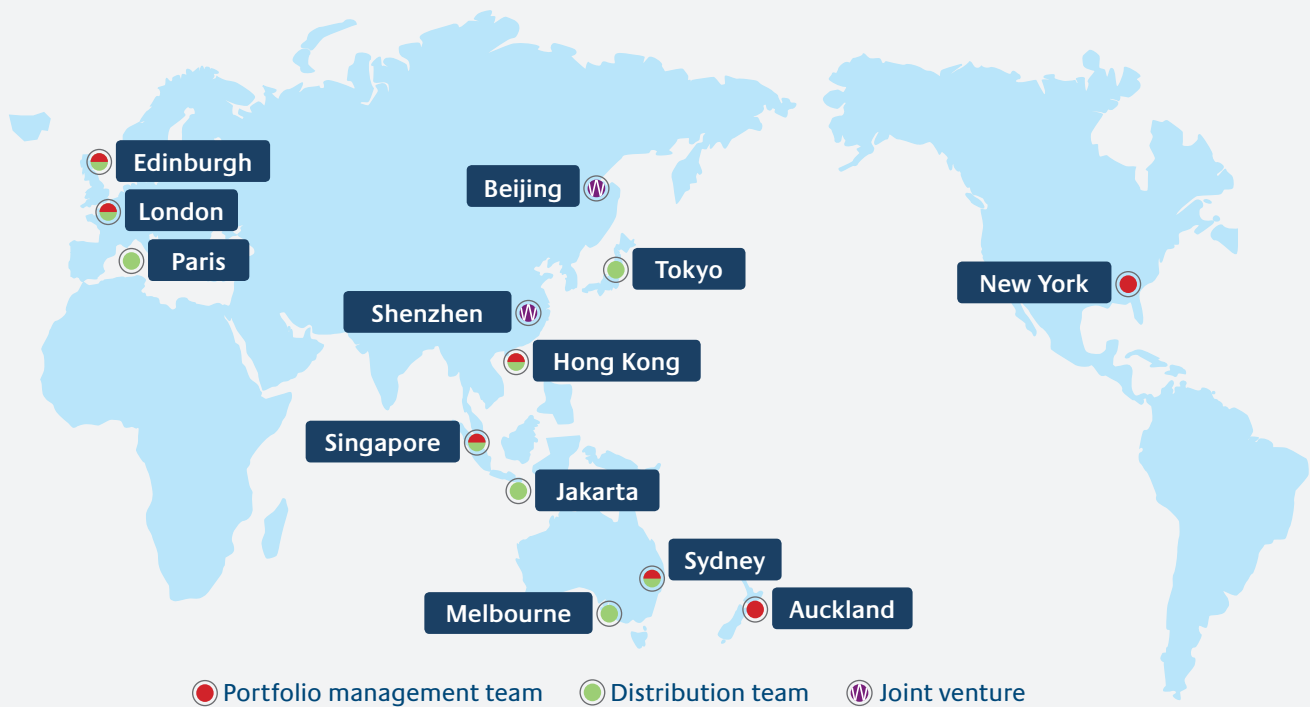 Edinburgh
London
Paris
Beijing
Tokyo
New York
Shenzhen
Hong Kong
Singapore
Jakarta
Sydney
Melbourne
Auckland
Portfolio management team
Distribution team
Joint venture